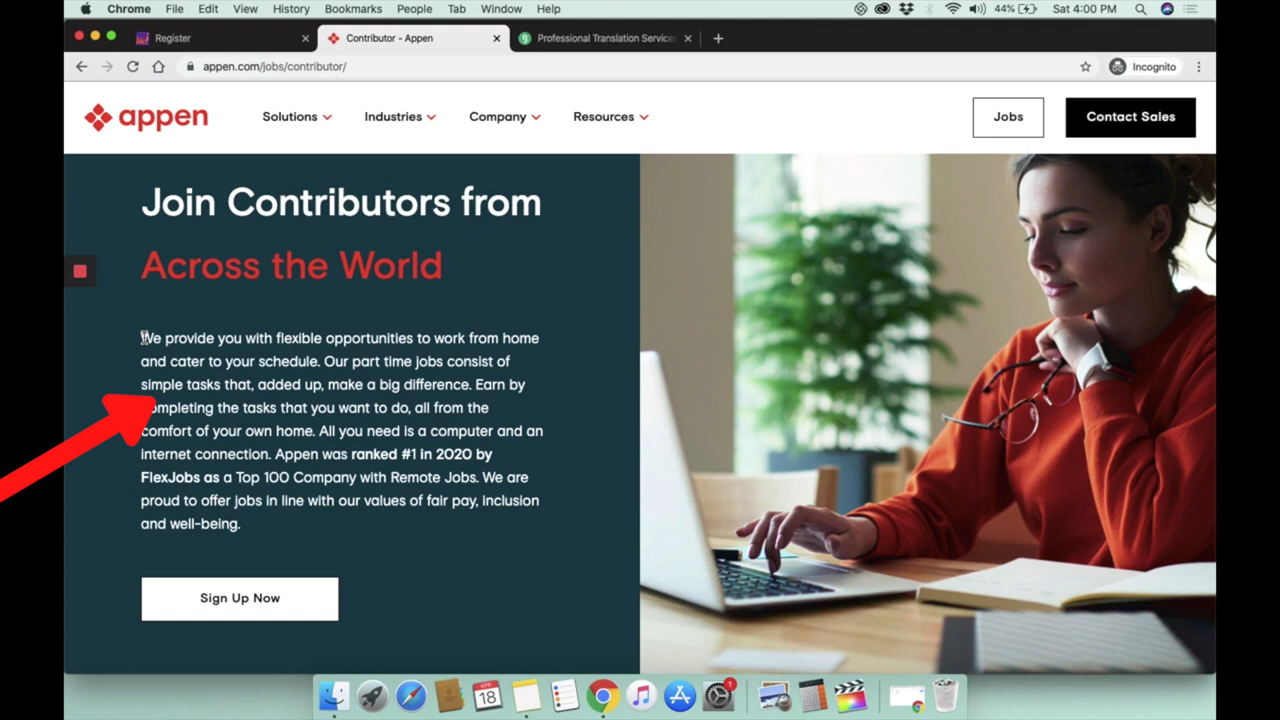 Chrome File Edit View History Bookmarks People Tab Window Help 44% Sat 4:00 PM
Register Contributor - Appen Professional Translation Service
appen.com/jobs/contributor/ Incognito
appen Solutions Industries Company Resources Jobs Contact Sales
Join Contributors from
Across the World
We provide you with flexible opportunities to work from home
and cater to your schedule. Our part time jobs consist of
simple tasks that, added up, make a big difference. Earn by
completing the tasks that you want to do, all from the
comfort of your own home. All you need is a computer and an
internet connection. Appen was ranked #1 in 2020 by
FlexJobs as a Top 100 Company with Remote Jobs. We are
proud to offer jobs in line with our values of fair pay, inclusion
and well-being.
Sign Up Now
APR
18
1